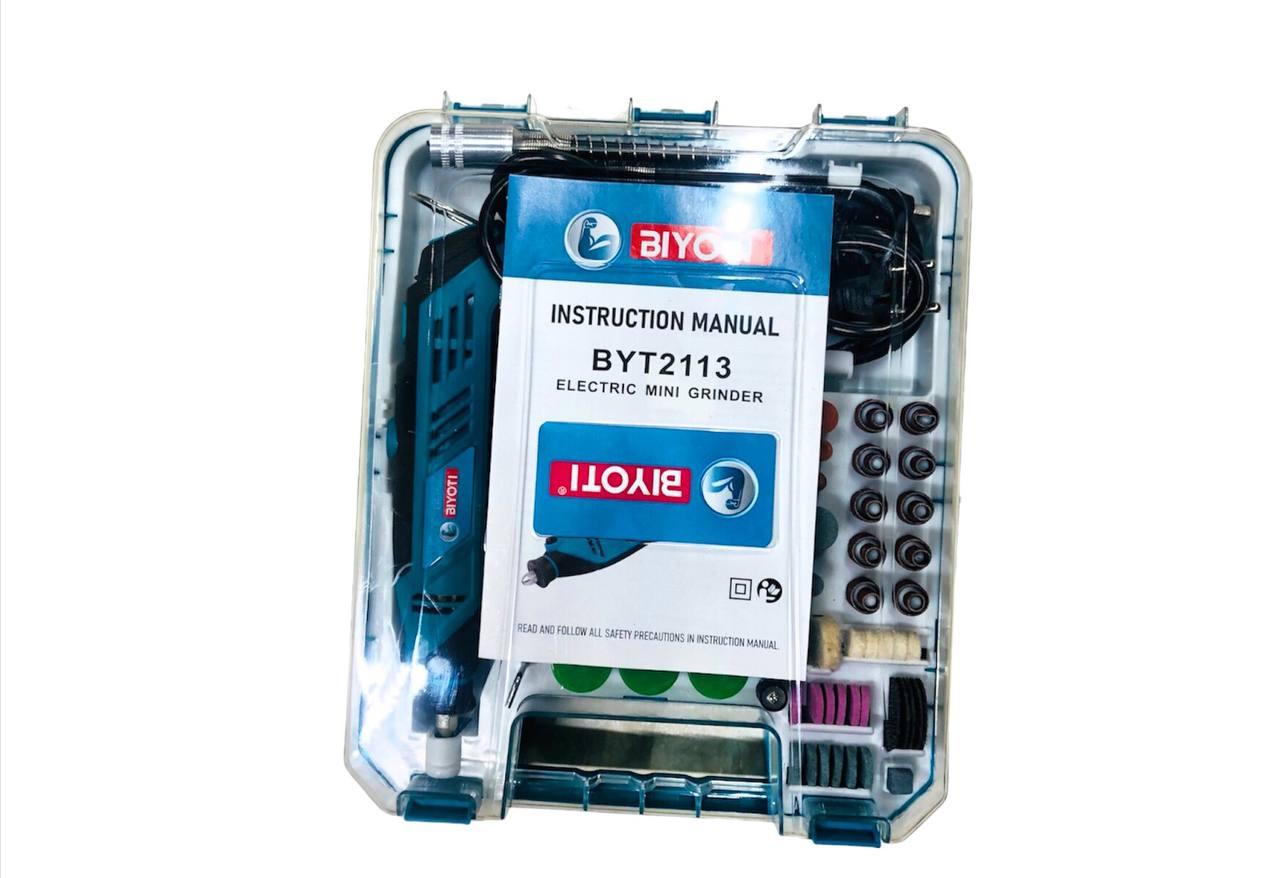 BIYOTI
INSTRUCTION MANUAL
BYT2113
ELECTRIC MINI GRINDER
BIYOTI®
READ AND FOLLOW ALL SAFETY PRECAUTIONS IN INSTRUCTION MANUAL.
BIYOTI